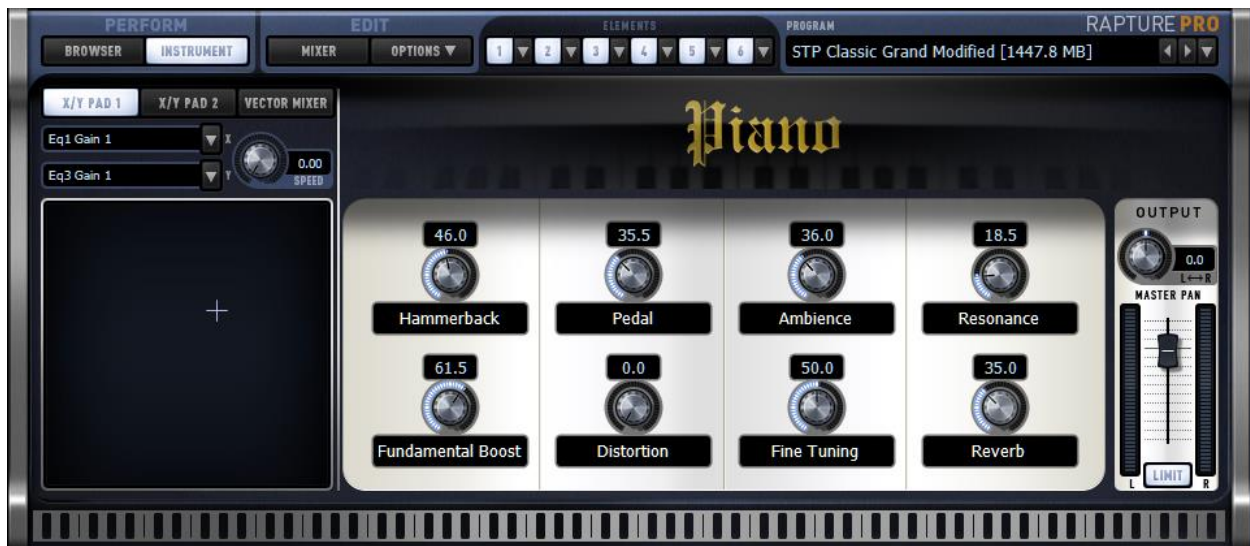 PERFORM
EDIT
ELEMENTS
PROGRAM
RAPTURE PRO
BROWSER
INSTRUMENT
MIXER
OPTIONS
1
2
3
4
5
6
STP Classic Grand Modified [1447.8 MB]
X/Y PAD 1
X/Y PAD 2
VECTOR MIXER
Eq1 Gain 1
X
Eq3 Gain 1
Y
0.00
SPEED
Piano
46.0
35.5
36.0
18.5
Hammerback
Pedal
Ambience
Resonance
61.5
0.0
50.0
35.0
Fundamental Boost
Distortion
Fine Tuning
Reverb
OUTPUT
0.0
L↔R
MASTER PAN
L
LIMIT
R